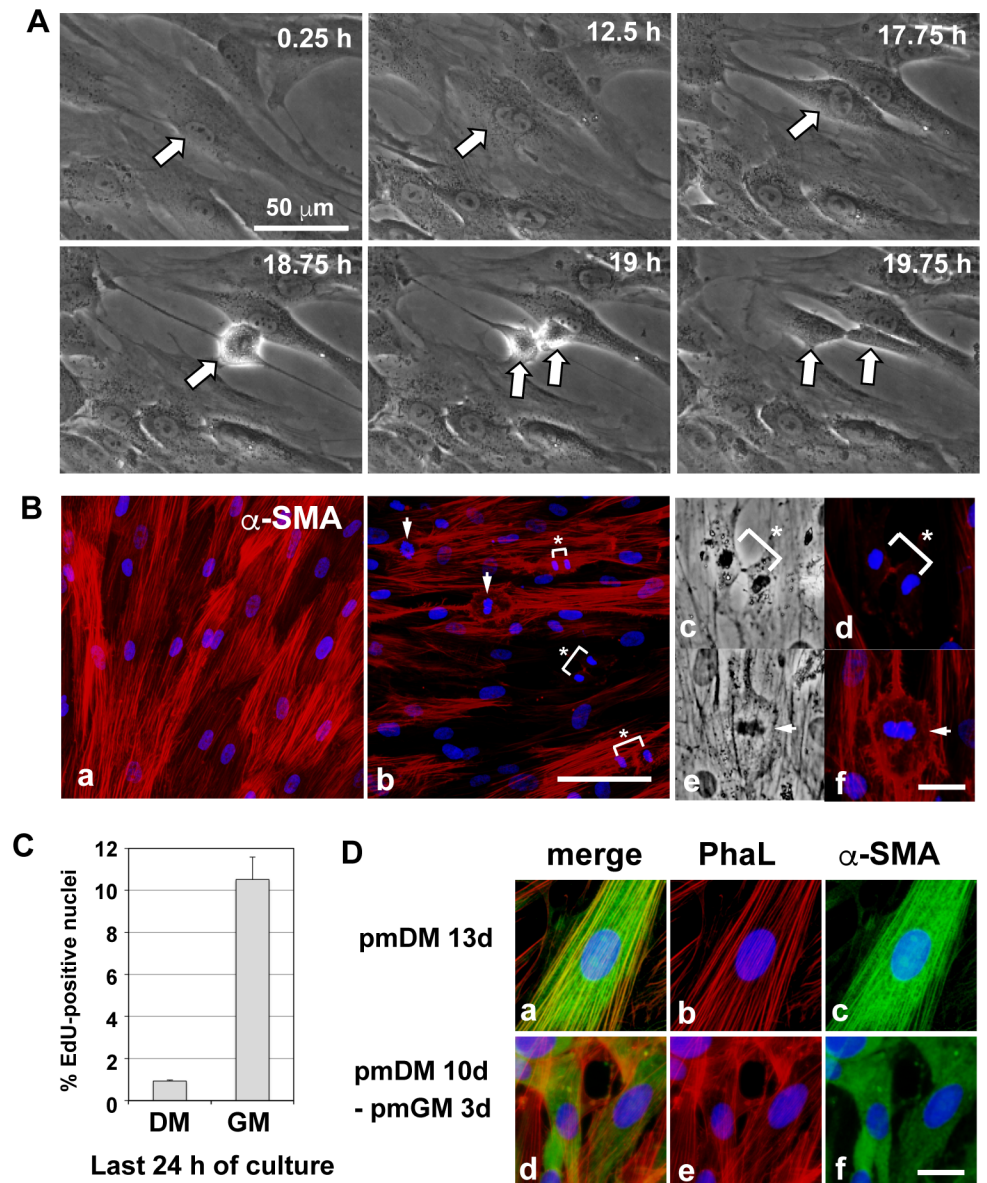 A
0.25 h
12.5 h
17.75 h
50 μm
18.75 h
19 h
19.75 h
B
α-SMA
*
*
*
*
*
a
b
c
d
e
f
C
% EdU-positive nuclei
12
10
8
6
4
2
0
DM
GM
Last 24 h of culture
D
merge
PhaL
α-SMA
pmDM 13d
a
b
c
pmDM 10d
- pmGM 3d
d
e
f